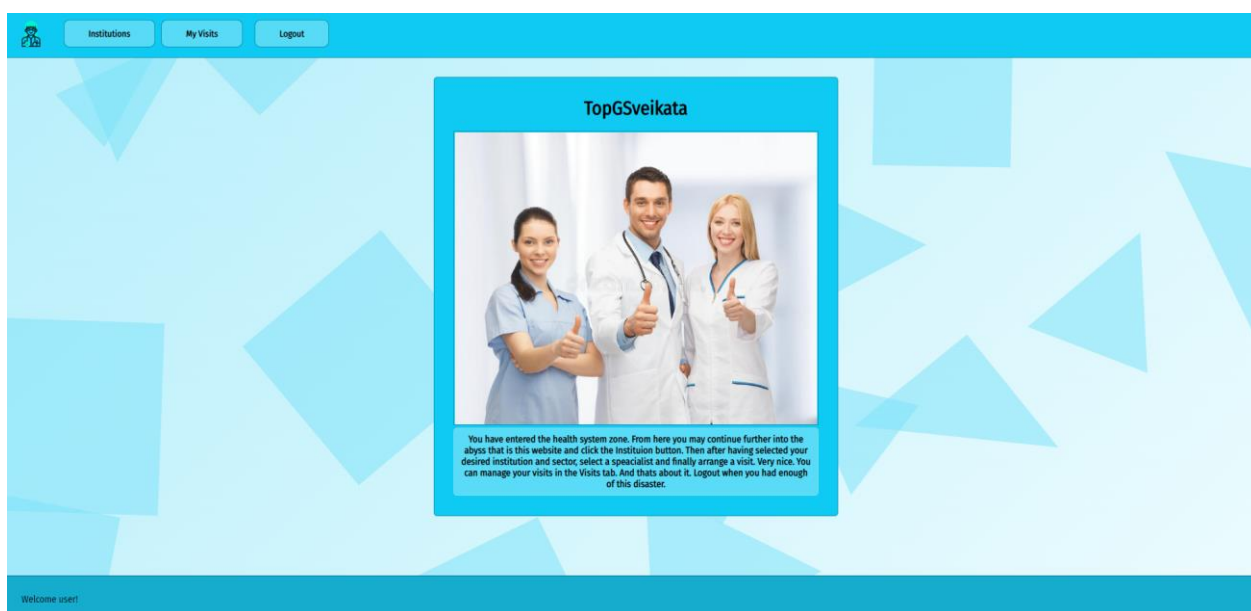 Institutions
My Visits
Logout
TopGSveikata
You have entered the health system zone. From here you may continue further into the
abyss that is this website and click the Instituion button. Then after having selected your
desired institution and sector, select a speacialist and finally arrange a visit. Very nice. You
can manage your visits in the Visits tab. And thats about it. Logout when you had enough
of this disaster.
Welcome user!